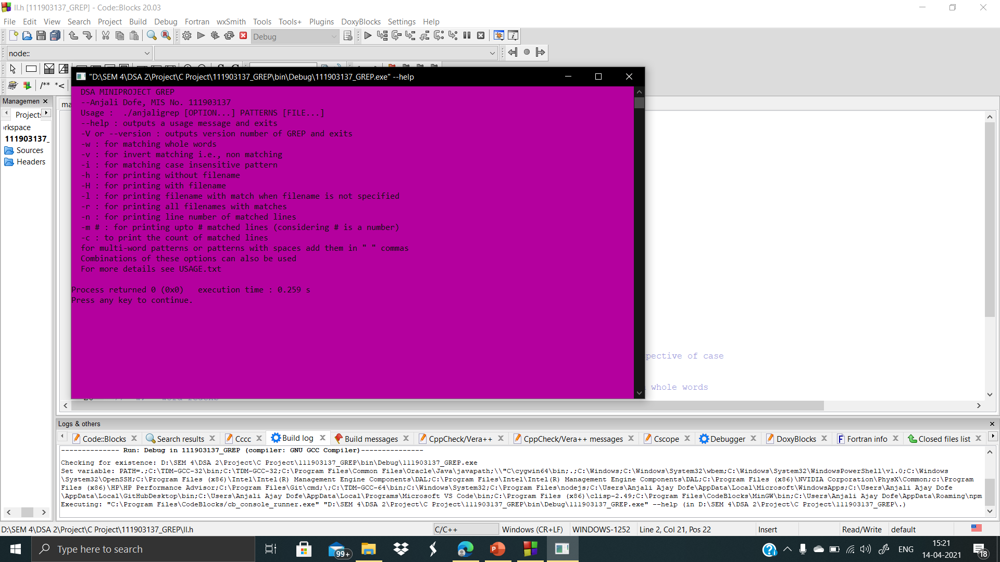 ll.h [111903137_GREP] - Code::Blocks 20.03
File Edit View Search Project Build Debug Fortran wxSmith Tools Tools+ Plugins DoxyBlocks Settings Help
Debug
node::
/** *<
"D:\SEM 4\DSA 2\Project\C Project\111903137_GREP\bin\Debug\111903137_GREP.exe" --help
Managemen
Project:
rkspace
111903137_
Sources
Headers
ma
DSA MINIPROJECT GREP
--Anjali Dofe, MIS No. 111903137
Usage : ./anjaligrep [OPTION...] PATTERNS [FILE...]
--help : outputs a usage message and exits
-V or --version : outputs version number of GREP and exits
-w : for matching whole words
-v : for invert matching i.e., non matching
-i : for matching case insensitive pattern
-h : for printing without filename
-H : for printing with filename
-l : for printing filename with match when filename is not specified
-r : for printing all filenames with matches
-n : for printing line number of matched lines
-m # : for printing upto # matched lines (considering # is a number)
-c : to print the count of matched lines
for multi-word patterns or patterns with spaces add them in " " commas
Combinations of these options can also be used
For more details see USAGE.txt
Process returned 0 (0x0) execution time : 0.259 s
Press any key to continue.
pective of case
whole words
Logs & others
Code::Blocks Search results Cccc Build log Build messages CppCheck/Vera++ CppCheck/Vera++ messages Cscope Debugger DoxyBlocks Fortran info Closed files list
-------------- Run: Debug in 111903137_GREP (compiler: GNU GCC Compiler)---------------
Checking for existence: D:\SEM 4\DSA 2\Project\C Project\111903137_GREP\bin\Debug\111903137_GREP.exe
Set variable: PATH=.;C:\TDM-GCC-32\bin;C:\TDM-GCC-32;C:\Program Files\Common Files\Oracle\Java\javapath;\\"C\cygwin64\bin;.;C:\Windows;C:\Windows\System32\wbem;C:\Windows\System32\WindowsPowerShell\v1.0;C:\Windows
\System32\OpenSSH;C:\Program Files (x86)\Intel\Intel(R) Management Engine Components\DAL;C:\Program Files\Intel\Intel(R) Management Engine Components\DAL;C:\Program Files (x86)\NVIDIA Corporation\PhysX\Common;c:\Program
Files (x86)\HP\HP Performance Advisor;C:\Program Files\Git\cmd;\;C:\TDM-GCC-64\bin;C:\Windows\System32;C:\Program Files\nodejs;C:\Users\Anjali Ajay Dofe\AppData\Local\Microsoft\WindowsApps;C:\Users\Anjali Ajay Dofe
\AppData\Local\GitHubDesktop\bin;C:\Users\Anjali Ajay Dofe\AppData\Local\Programs\Microsoft VS Code\bin;C:\Program Files (x86)\clisp-2.49;C:\Program Files\CodeBlocks\MinGW\bin;C:\Users\Anjali Ajay Dofe\AppData\Roaming\npm
Executing: "C:\Program Files\CodeBlocks/cb_console_runner.exe" "D:\SEM 4\DSA 2\Project\C Project\111903137_GREP\bin\Debug\111903137_GREP.exe" --help (in D:\SEM 4\DSA 2\Project\C Project\111903137_GREP\.)
D:\SEM 4\DSA 2\Project\C Project\111903137_GREP\ll.h C/C++ Windows (CR+LF) WINDOWS-1252 Line 2, Col 21, Pos 22 Insert Read/Write default
Type here to search 99+ ENG 15:21
14-04-2021 18